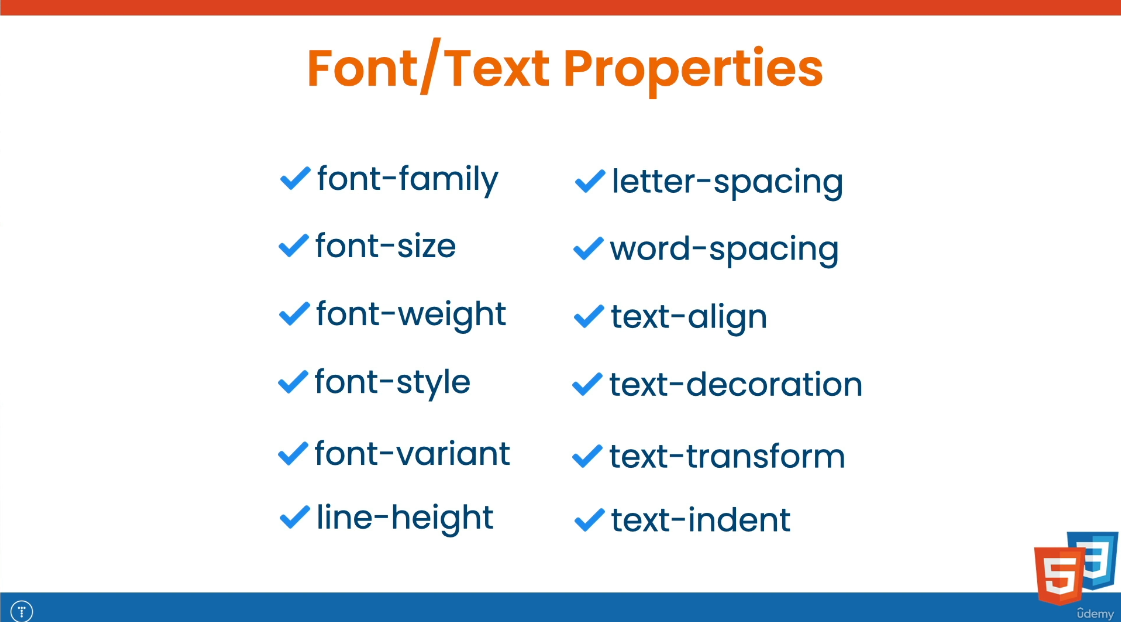 Font/Text Properties
font-family
font-size
font-weight
font-style
font-variant
line-height
letter-spacing
word-spacing
text-align
text-decoration
text-transform
text-indent
5
3
T
ûdemy